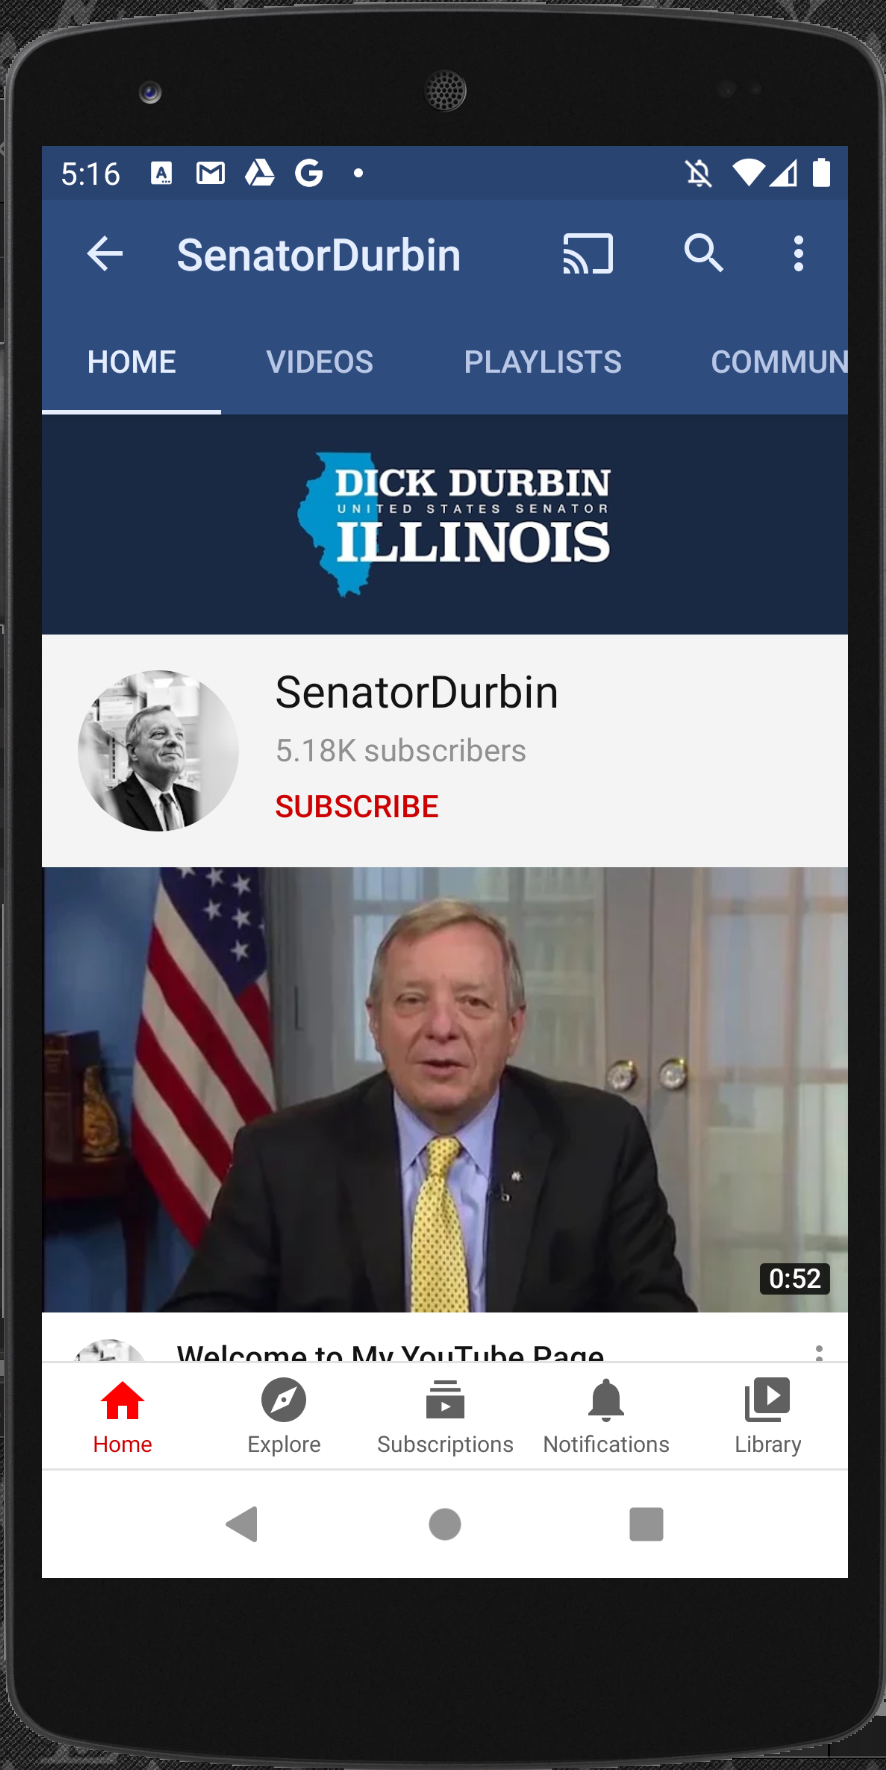 5:16
SenatorDurbin
HOME VIDEOS PLAYLISTS COMMUN
DICK DURBIN
UNITED STATES SENATOR
ILLINOIS
SenatorDurbin
5.18K subscribers
SUBSCRIBE
0:52
Welcome to My YouTube Page
Home Explore Subscriptions Notifications Library